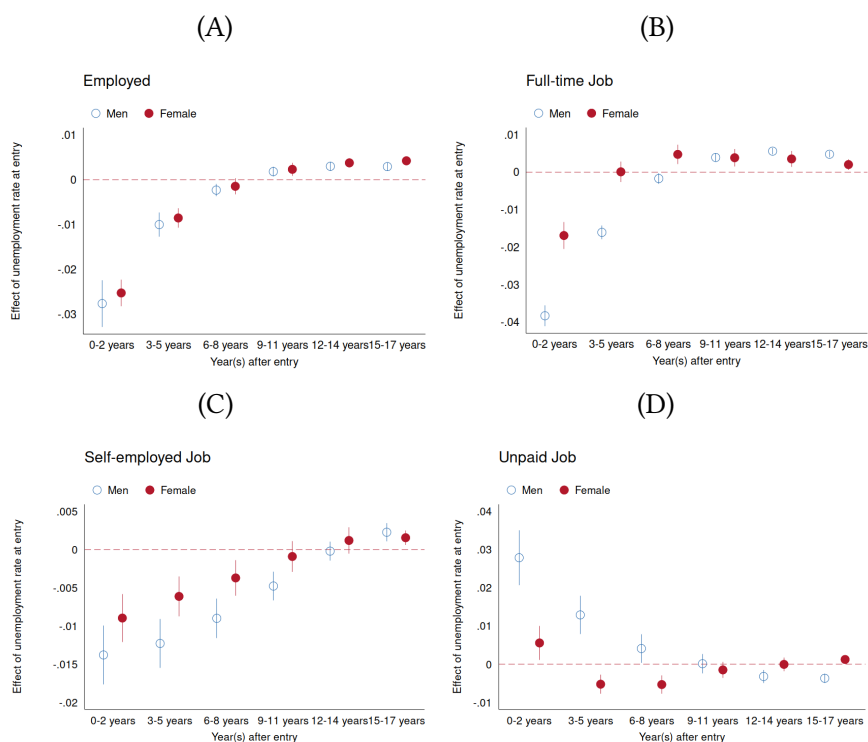 (A)
(B)
Employed
Men Female
Effect of unemployment rate at entry
.01
0
-.01
-.02
-.03
0-2 years 3-5 years 6-8 years 9-11 years 12-14 years 15-17 years
Year(s) after entry
Full-time Job
Men Female
Effect of unemployment rate at entry
.01
0
-.01
-.02
-.03
-.04
0-2 years 3-5 years 6-8 years 9-11 years 12-14 years 15-17 years
Year(s) after entry
(C)
(D)
Self-employed Job
Men Female
Effect of unemployment rate at entry
.005
0
-.005
-.01
-.015
-.02
0-2 years 3-5 years 6-8 years 9-11 years 12-14 years 15-17 years
Year(s) after entry
Unpaid Job
Men Female
Effect of unemployment rate at entry
.04
.03
.02
.01
0
-.01
0-2 years 3-5 years 6-8 years 9-11 years 12-14 years 15-17 years
Year(s) after entry